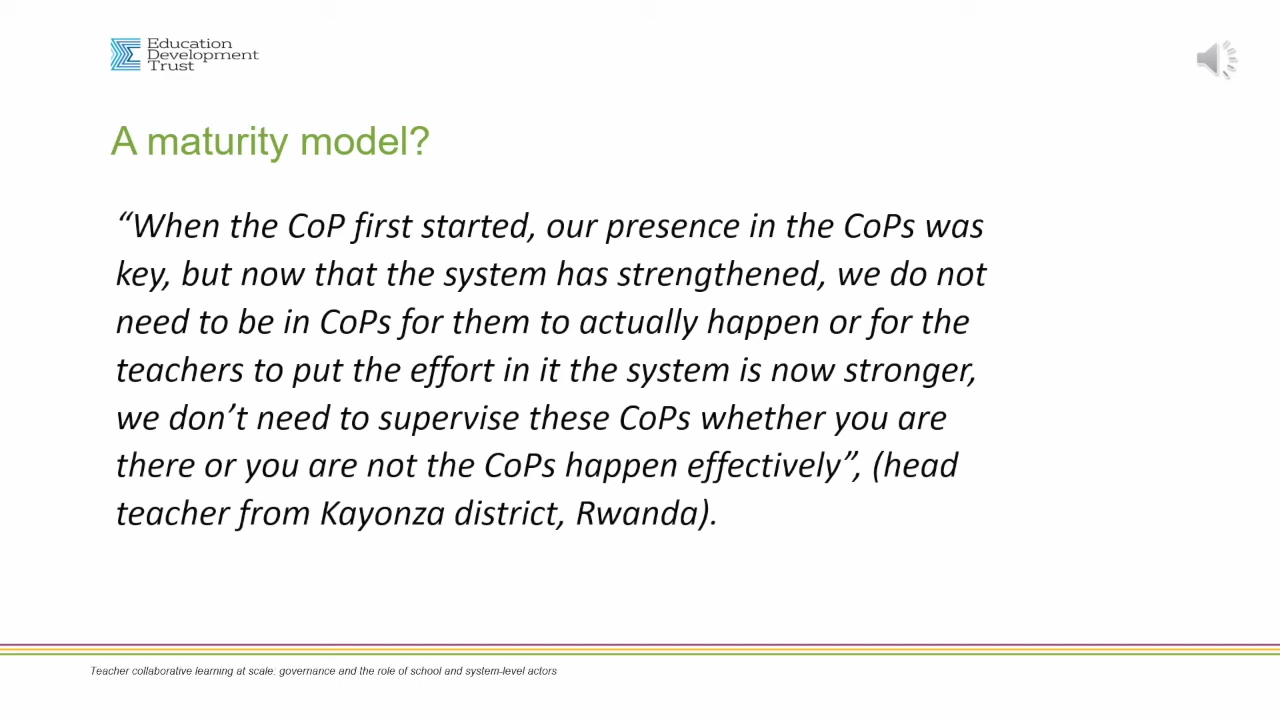 Education
Development
Trust
A maturity model?
“When the CoP first started, our presence in the CoPs was
key, but now that the system has strengthened, we do not
need to be in CoPs for them to actually happen or for the
teachers to put the effort in it the system is now stronger,
we don’t need to supervise these CoPs whether you are
there or you are not the CoPs happen effectively”, (head
teacher from Kayonza district, Rwanda).
Teacher collaborative learning at scale: governance and the role of school and system-level actors